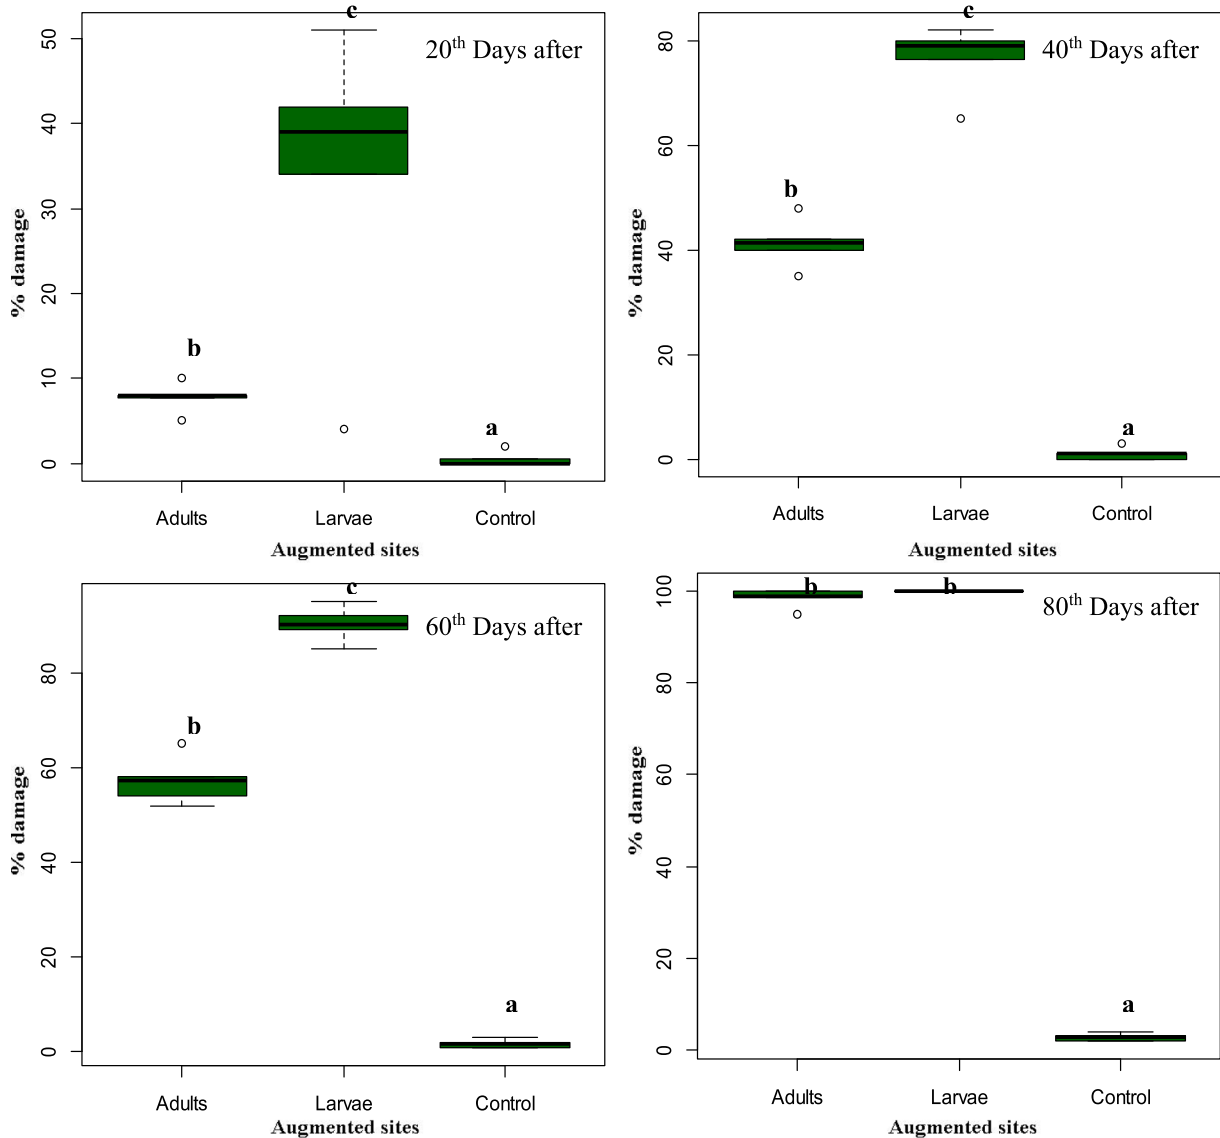 c
20th Days after
50
40
30
20
10
0
% damage
b
a
Adults Larvae Control
Augmented sites
c
40th Days after
80
60
40
20
0
% damage
b
a
Adults Larvae Control
Augmented sites
c
60th Days after
80
60
40
20
0
% damage
b
a
Adults Larvae Control
Augmented sites
b b
80th Days after
100
80
60
40
20
0
% damage
a
Adults Larvae Control
Augmented sites